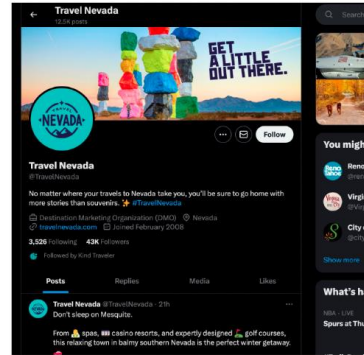 Travel Nevada
12.5K posts
Search
GET
A LITTLE
OUT THERE.
NEVADA
Follow
Travel Nevada
@TravelNevada
No matter where your travels to Nevada take you, you'll be sure to go home with
more stories than souvenirs. ✨ #TravelNevada
Destination Marketing Organization (DMO) Nevada
travelnevada.com Joined February 2008
3,526 Following 43K Followers
Followed by Kind Traveler
Posts Replies Media Likes
Travel Nevada @TravelNevada · 21h
Don't sleep on Mesquite.
From spas, casino resorts, and expertly designed golf courses,
this relaxing town in balmy southern Nevada is the perfect winter getaway.
You migh
Reno
Virgi
City
@city
Show more
What's h
NBA · LIVE
Spurs at Thu